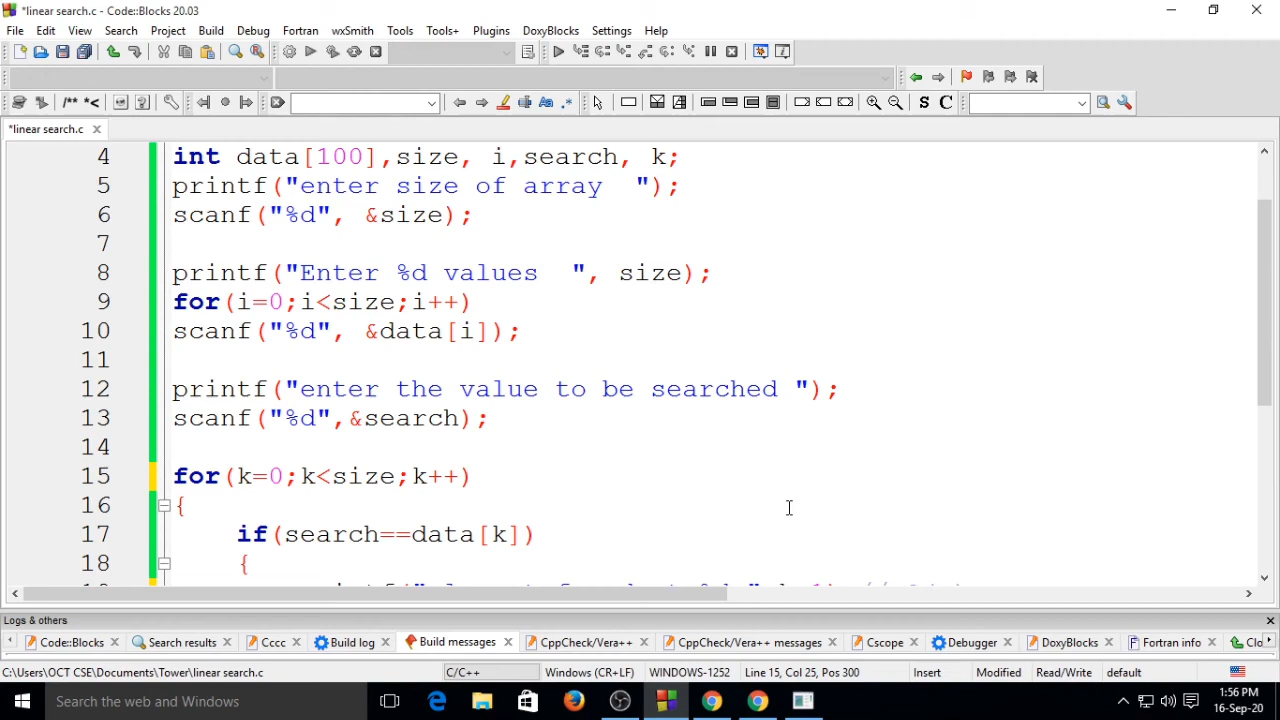 *linear search.c - Code::Blocks 20.03
File Edit View Search Project Build Debug Fortran wxSmith Tools Tools+ Plugins DoxyBlocks Settings Help
/** *<
S C
*linear search.c
4 int data[100],size, i,search, k;
5 printf("enter size of array  ");
6 scanf("%d", &size);
7
8 printf("Enter %d values  ", size);
9 for(i=0;i<size;i++)
10 scanf("%d", &data[i]);
11
12 printf("enter the value to be searched ");
13 scanf("%d",&search);
14
15 for(k=0;k<size;k++)
16 {
17 if(search==data[k])
18 {
Logs & others
Code::Blocks Search results Cccc Build log Build messages CppCheck/Vera++ CppCheck/Vera++ messages Cscope Debugger DoxyBlocks Fortran info Clo
C:\Users\OCT CSE\Documents\Tower\linear search.c C/C++ Windows (CR+LF) WINDOWS-1252 Line 15, Col 25, Pos 300 Insert Modified Read/Write default
Search the web and Windows
1:56 PM
16-Sep-20